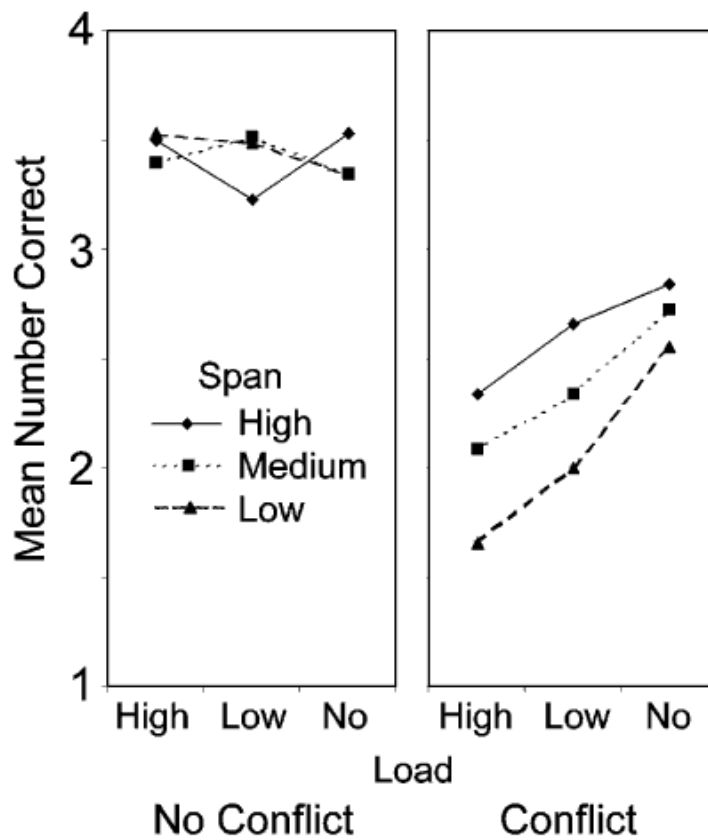 4
3
2
1
Mean Number Correct
Span
High
Medium
Low
High Low No
High Low No
Load
No Conflict
Conflict